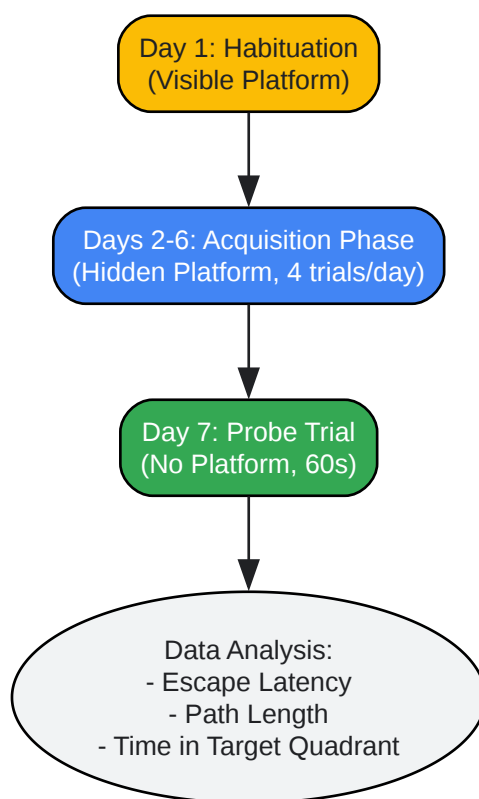 Day 1: Habituation
(Visible Platform)
Days 2-6: Acquisition Phase
(Hidden Platform, 4 trials/day)
Day 7: Probe Trial
(No Platform, 60s)
Data Analysis:
- Escape Latency
- Path Length
- Time in Target Quadrant